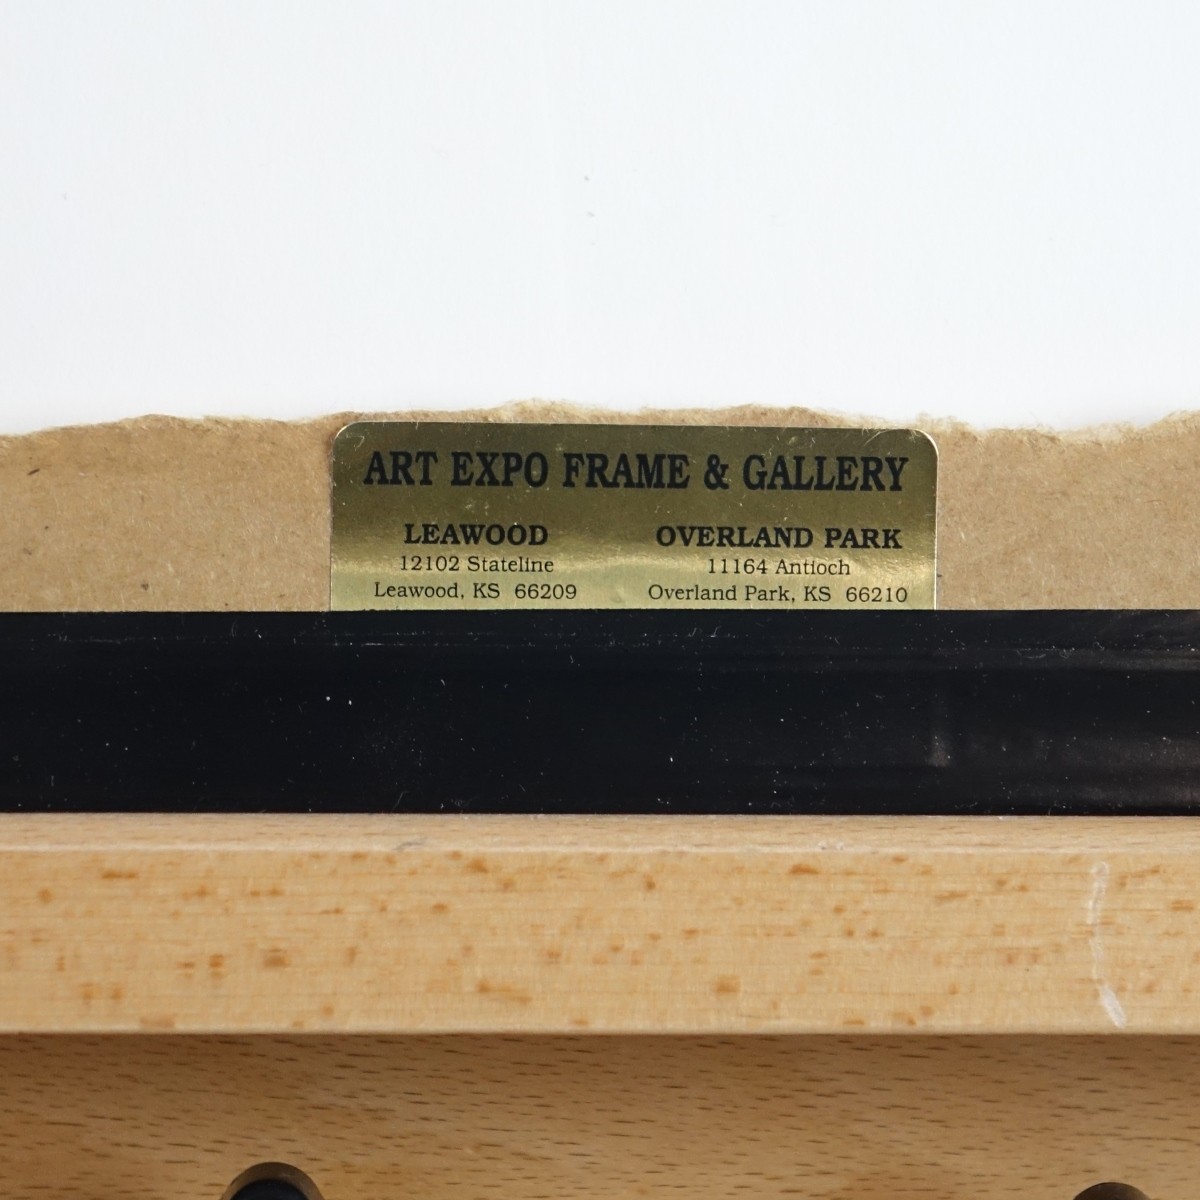 ART EXPO FRAME & GALLERY
LEAWOOD
12102 Stateline
Leawood, KS 66209
OVERLAND PARK
11164 Antioch
Overland Park, KS 66210